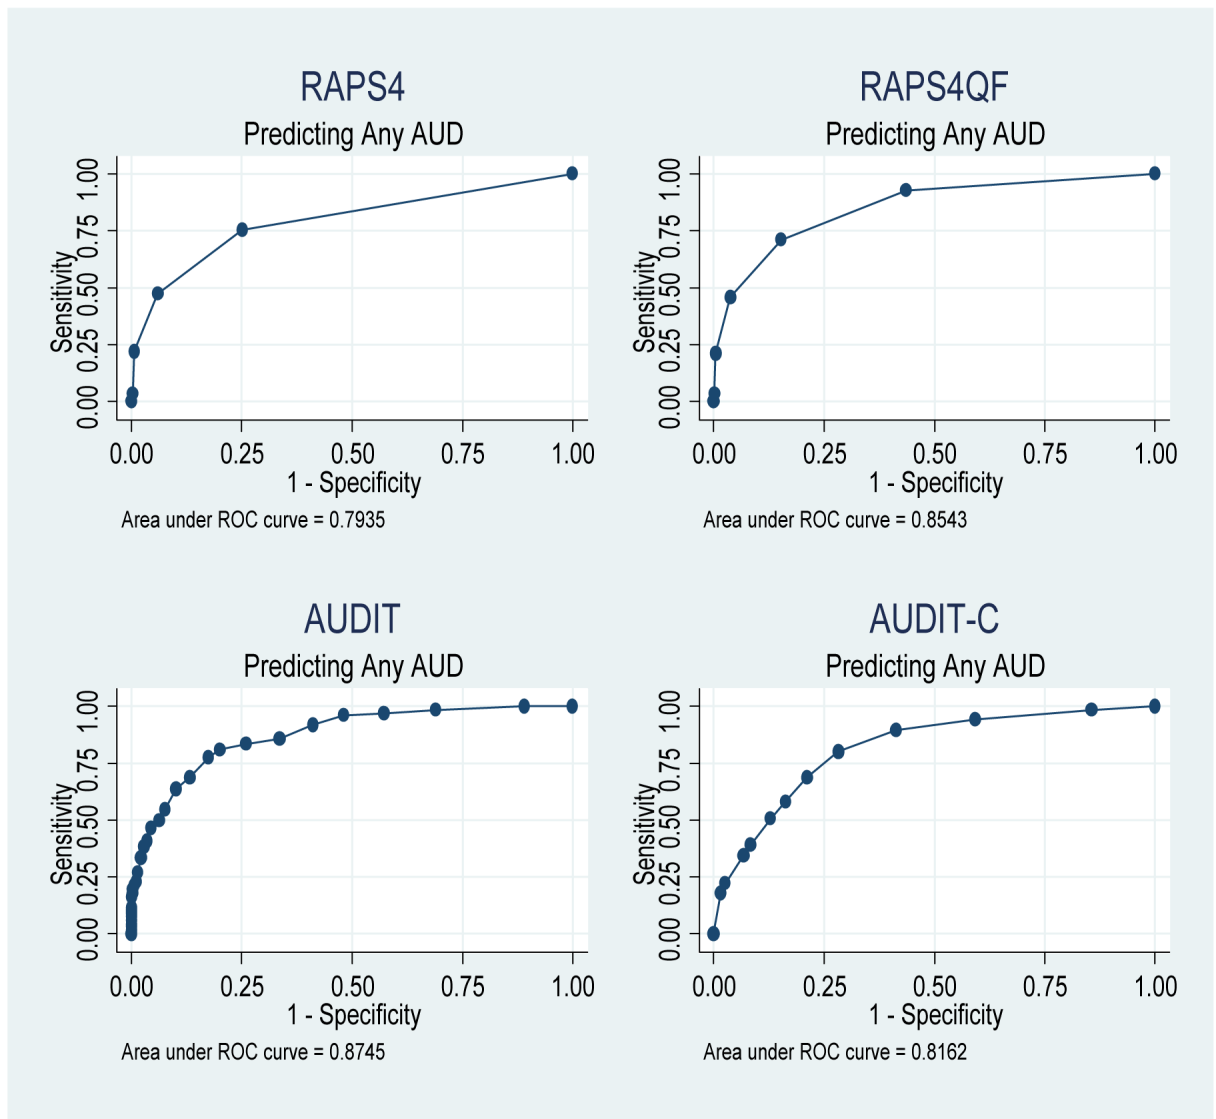 RAPS4
Predicting Any AUD
Sensitivity
0.00 0.25 0.50 0.75 1.00
0.00 0.25 0.50 0.75 1.00
1 - Specificity
Area under ROC curve = 0.7935
RAPS4QF
Predicting Any AUD
Sensitivity
0.00 0.25 0.50 0.75 1.00
0.00 0.25 0.50 0.75 1.00
1 - Specificity
Area under ROC curve = 0.8543
AUDIT
Predicting Any AUD
Sensitivity
0.00 0.25 0.50 0.75 1.00
0.00 0.25 0.50 0.75 1.00
1 - Specificity
Area under ROC curve = 0.8745
AUDIT-C
Predicting Any AUD
Sensitivity
0.00 0.25 0.50 0.75 1.00
0.00 0.25 0.50 0.75 1.00
1 - Specificity
Area under ROC curve = 0.8162